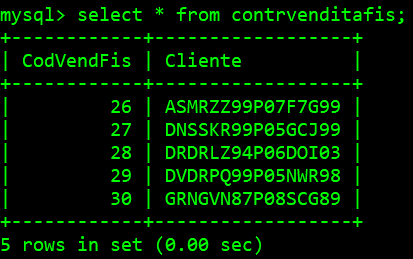 mysql> select * from contrvenditafis;
+------------+------------------+
| CodVendFis | Cliente          |
+------------+------------------+
|         26 | ASMRZZ99P07F7G99 |
|         27 | DNSSKR99P05GCJ99 |
|         28 | DRDRLZ94P06DOI03 |
|         29 | DVDRPQ99P05NWR98 |
|         30 | GRNGVN87P08SCG89 |
+------------+------------------+
5 rows in set (0.00 sec)